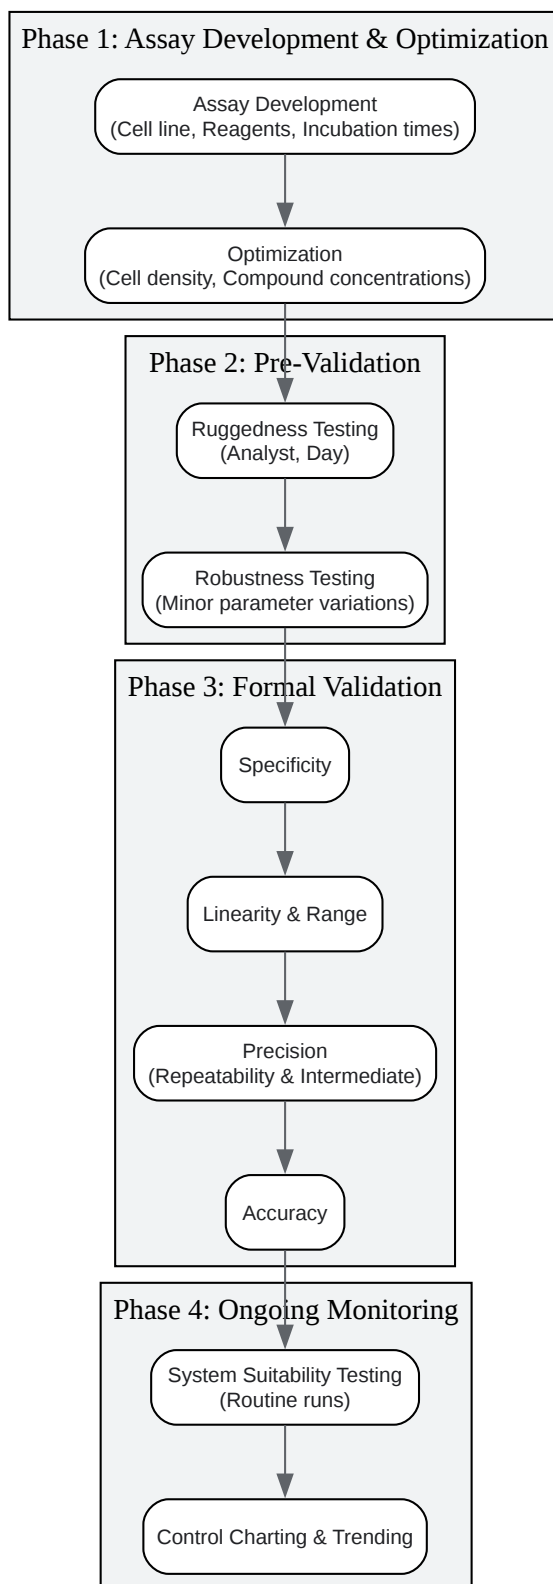 Phase 1: Assay Development & Optimization
Assay Development
(Cell line, Reagents, Incubation times)
Optimization
(Cell density, Compound concentrations)
Phase 2: Pre-Validation
Ruggedness Testing
(Analyst, Day)
Robustness Testing
(Minor parameter variations)
Phase 3: Formal Validation
Specificity
Linearity & Range
Precision
(Repeatability & Intermediate)
Accuracy
Phase 4: Ongoing Monitoring
System Suitability Testing
(Routine runs)
Control Charting & Trending